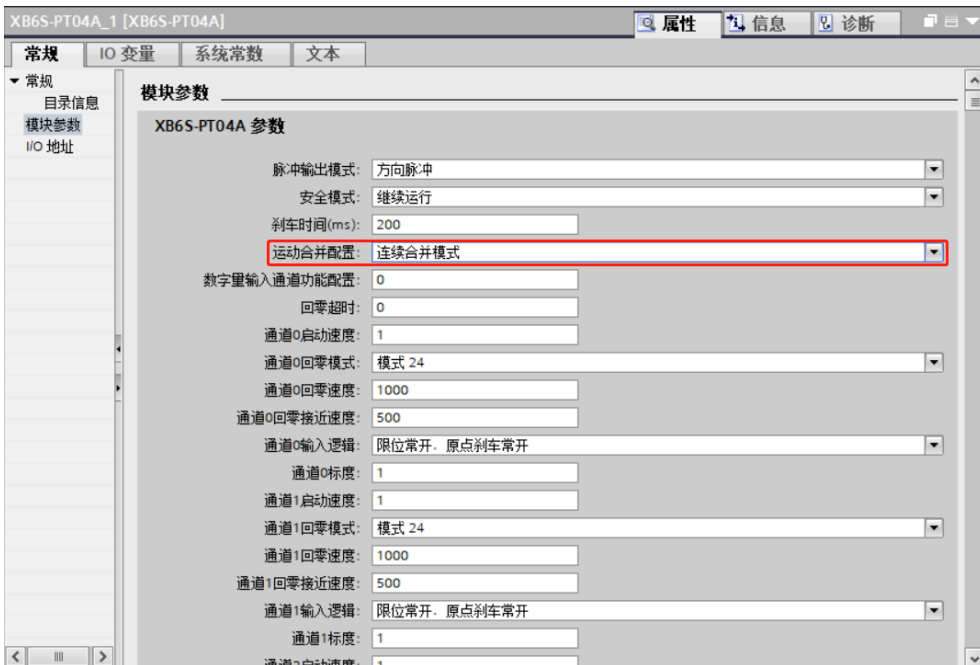 XB6S-PT04A_1 [XB6S-PT04A]
属性 信息 诊断
常规 IO 变量 系统常数 文本
常规
目录信息
模块参数
I/O 地址
模块参数
XB6S-PT04A 参数
脉冲输出模式: 方向脉冲
安全模式: 继续运行
刹车时间(ms): 200
运动合并配置: 连续合并模式
数字量输入通道功能配置: 0
回零超时: 0
通道0启动速度: 1
通道0回零模式: 模式 24
通道0回零速度: 1000
通道0回零接近速度: 500
通道0输入逻辑: 限位常开，原点刹车常开
通道0标度: 1
通道1启动速度: 1
通道1回零模式: 模式 24
通道1回零速度: 1000
通道1回零接近速度: 500
通道1输入逻辑: 限位常开，原点刹车常开
通道1标度: 1
通道2启动速度: 1